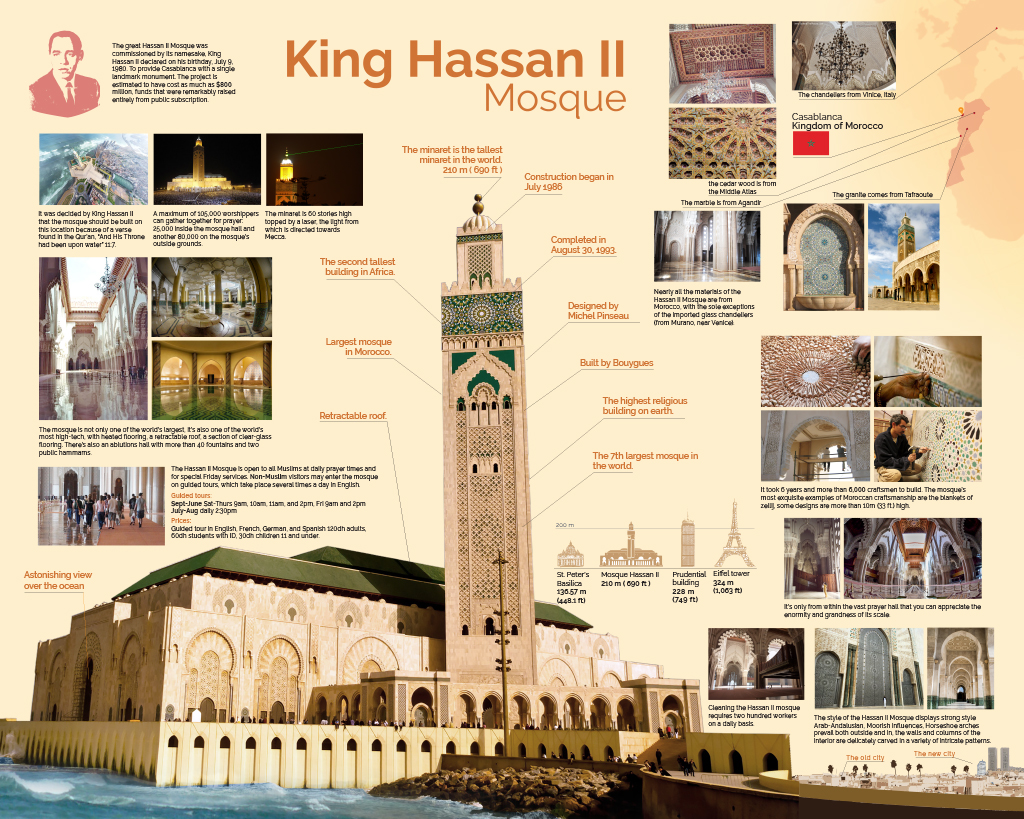 The great Hassan II Mosque was
commissioned by its namesake, King
Hassan II declared on his birthday, July 9,
1980. To provide Casablanca with a single
landmark monument. The project is
estimated to have cost as much as $800
million, funds that were remarkably raised
entirely from public subscription.
King Hassan II
Mosque
The chandeliers from Vinice, Italy
Casablanca
Kingdom of Morocco
the cedar wood is from
the Middle Atlas
The marble is from Agandir
The granite comes from Tafraoute
It was decided by King Hassan II
that the mosque should be built on
this location because of a verse
found in the Qur'an, "And His Throne
had been upon water" 11:7.
A maximum of 105,000 worshippers
can gather together for prayer:
25,000 inside the mosque hall and
another 80,000 on the mosque's
outside grounds.
The minaret is 60 stories high
topped by a laser, the light from
which is directed towards
Mecca.
The minaret is the tallest
minaret in the world.
210 m ( 690 ft )
Construction began in
July 1986
The second tallest
building in Africa.
Completed in
August 30, 1993.
Largest mosque
in Morocco.
Designed by
Michel Pinseau
Built by Bouygues
Retractable roof.
The highest religious
building on earth.
The 7th largest mosque in
the world.
Nearly all the materials of the
Hassan II Mosque are from
Morocco, with the sole exceptions
of the imported glass chandeliers
(from Murano, near Venice).
The mosque is not only one of the world's largest, it's also one of the world's
most high-tech, with heated flooring, a retractable roof, a section of clear-glass
flooring. There's also an ablutions hall with more than 40 fountains and two
public hammams.
The Hassan II Mosque is open to all Muslims at daily prayer times and
for special Friday services. Non-Muslim visitors may enter the mosque
on guided tours, which take place several times a day in English.
Guided tours:
Sept-June Sat-Thurs 9am, 10am, 11am, and 2pm, Fri 9am and 2pm
July-Aug daily 2:30pm
Prices:
Guided tour in English, French, German, and Spanish 120dh adults,
60dh students with ID, 30dh children 11 and under.
It took 6 years and more than 6,000 craftsmen to build. The mosque's
most exquisite examples of Moroccan craftsmanship are the blankets of
zellij, some designs are more than 10m (33 ft) high.
200 m
St. Peter's
Basilica
136.57 m
(448.1 ft)
Mosque Hassan II
210 m ( 690 ft )
Prudential
building
228 m
(749 ft)
Eiffel tower
324 m
(1,063 ft)
Astonishing view
over the ocean
It's only from within the vast prayer hall that you can appreciate the
enormity and grandness of its scale.
Cleaning the Hassan II mosque
requires two hundred workers
on a daily basis.
The style of the Hassan II Mosque displays strong style
Arab-Andalusian, Moorish influences, Horseshoe arches
prevail both outside and in, the walls and columns of the
interior are delicately carved in a variety of intricate patterns.
The old city
The new city